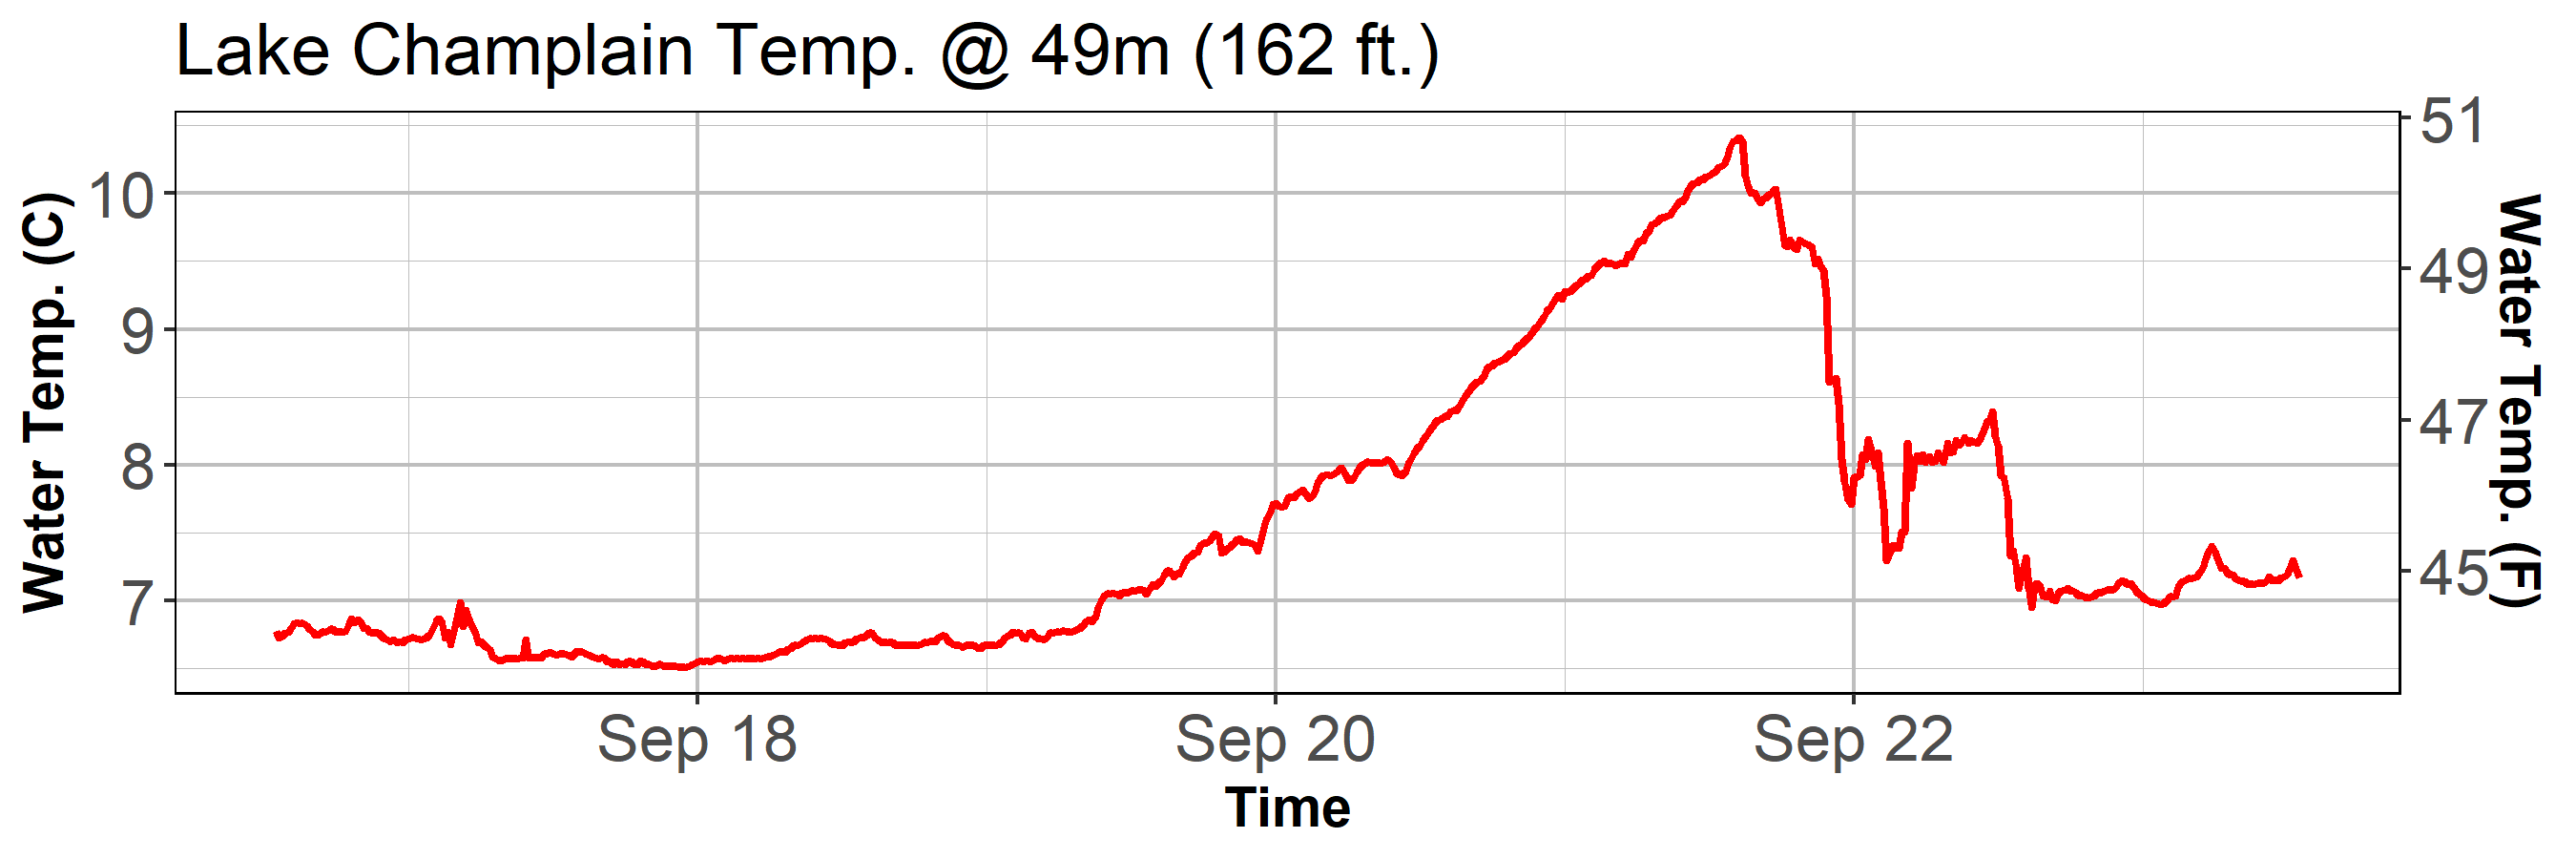 Lake Champlain Temp. @ 49m (162 ft.)
Water Temp. (C)
10
9
8
7
51
49
47
45
Water Temp. (F)
Sep 18
Sep 20
Sep 22
Time